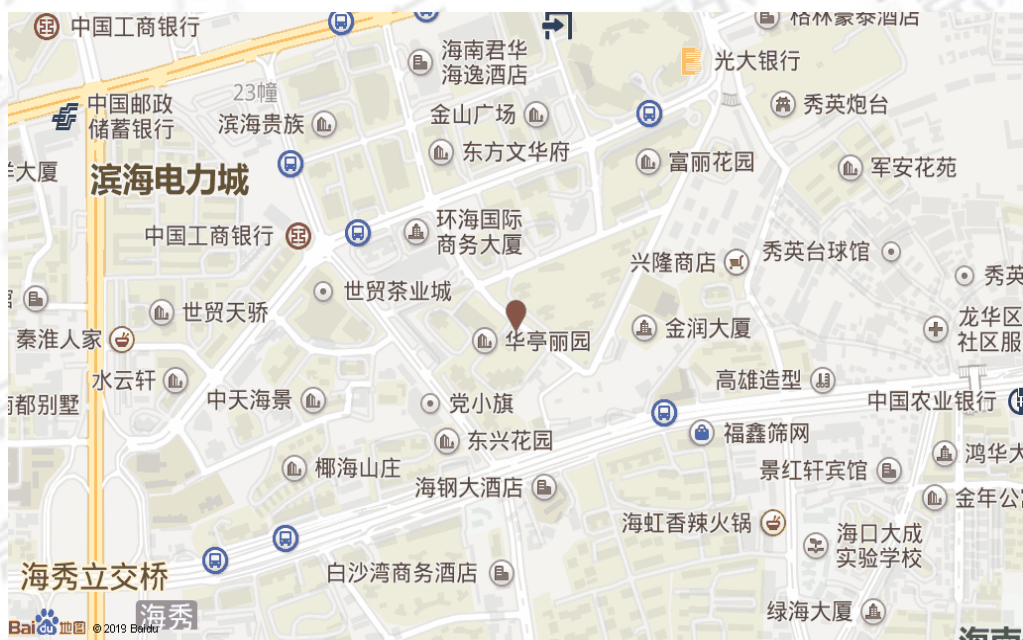 中国工商银行
格林豪泰酒店
海南君华
海逸酒店
光大银行
23幢
中国邮政
储蓄银行
滨海贵族
金山广场
秀英炮台
东方文华府
富丽花园
军安花苑
羊大厦
滨海电力城
环海国际
商务大厦
中国工商银行
兴隆商店
秀英台球馆
秀英
世贸茶业城
世贸天骄
秦淮人家
华亭丽园
金润大厦
龙华区
社区服
水云轩
高雄造型
中天海景
党小旗
中国农业银行
南都别墅
东兴花园
福鑫筛网
鸿华大
椰海山庄
景红轩宾馆
海钢大酒店
金年公
海虹香辣火锅
海口大成
实验学校
海秀立交桥
白沙湾商务酒店
海秀
绿海大厦
Bai du 地图
© 2019 Baidu
海南